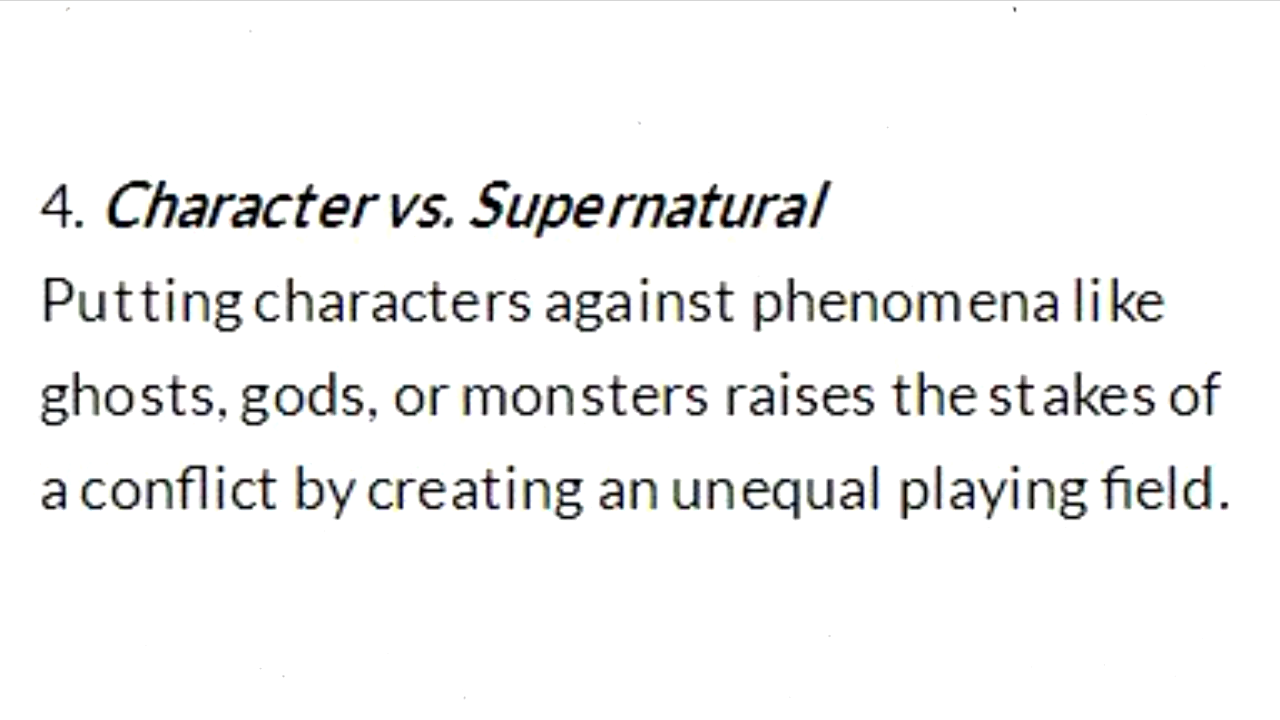 4. Character vs. Supernatural
Putting characters against phenomena like
ghosts, gods, or monsters raises the stakes of
a conflict by creating an unequal playing field.